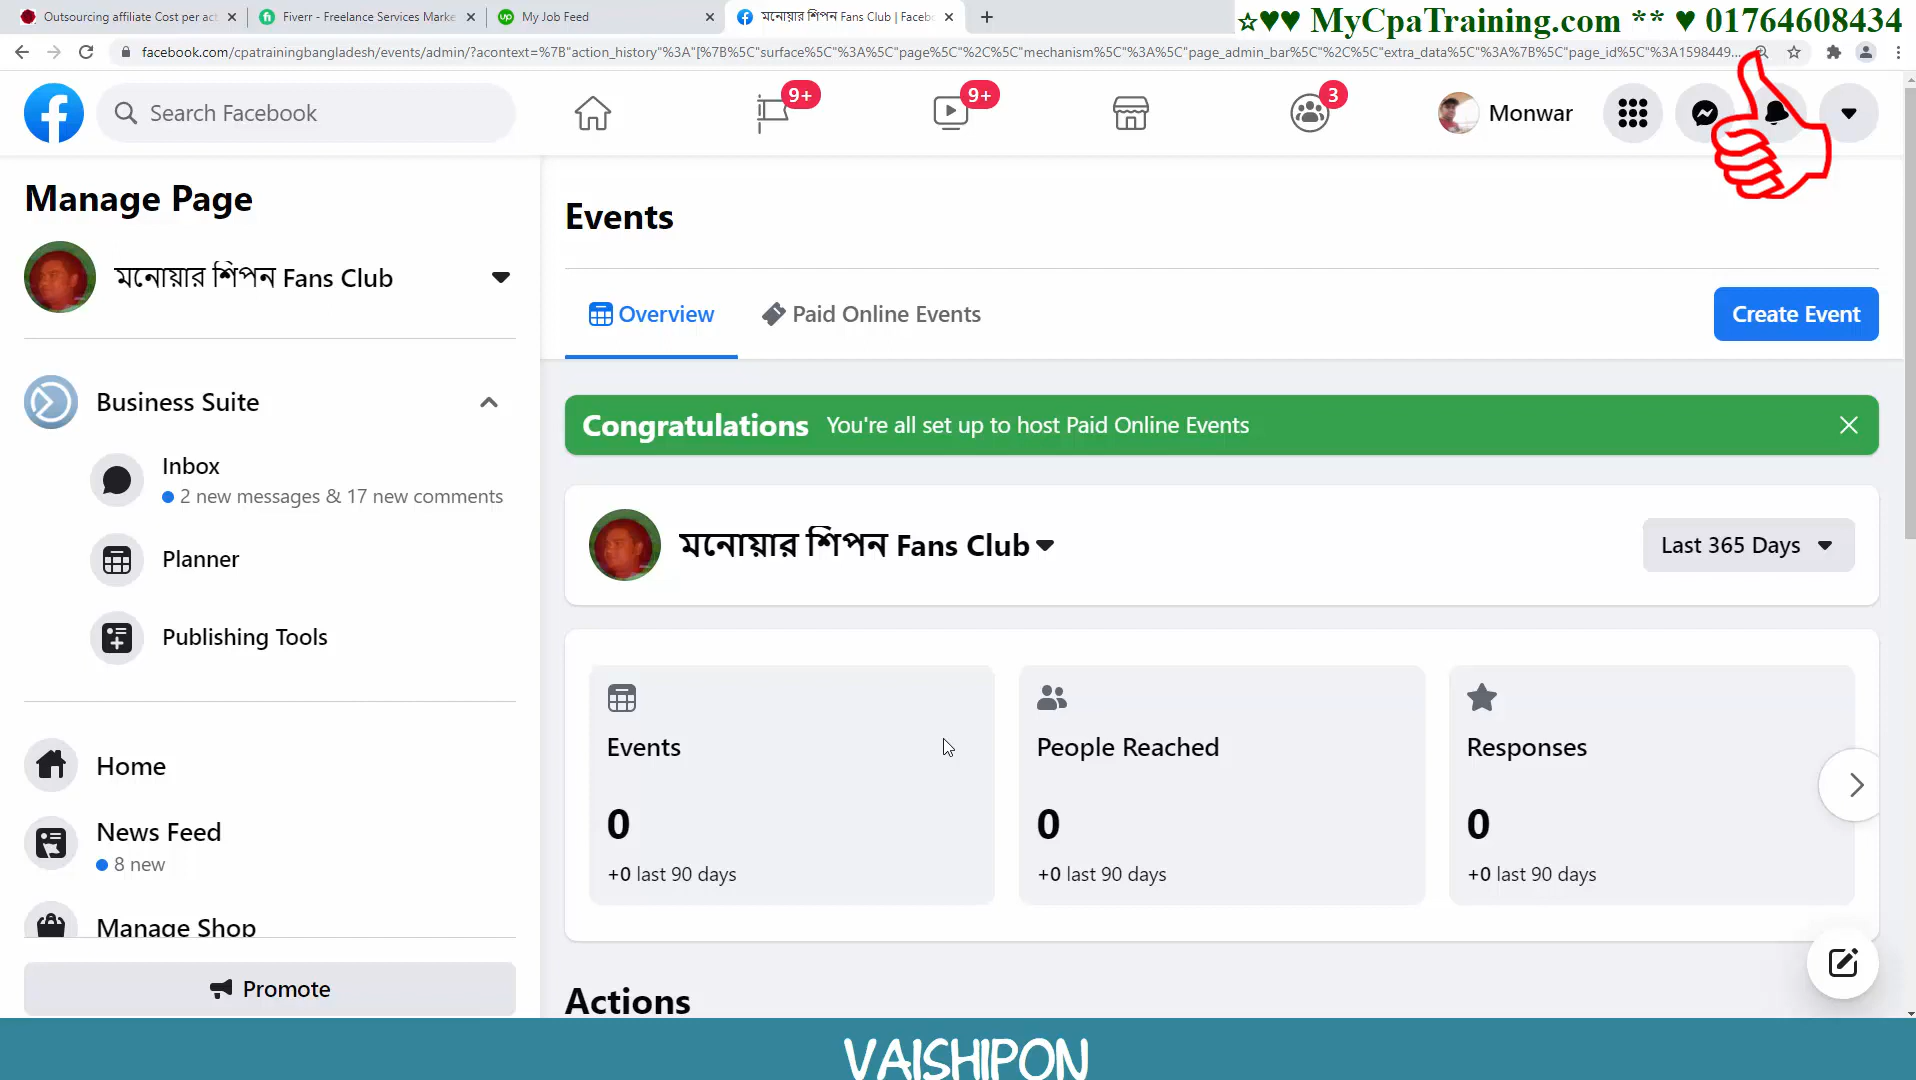 Outsourcing affiliate Cost per act
Fiverr - Freelance Services Marke
My Job Feed
মনোয়ার শিপন Fans Club | Facebo
☆♥♥ MyCpaTraining.com ** ♥ 01764608434
facebook.com/cpatrainingbangladesh/events/admin/?acontext=%7B"action_history"%3A"[%7B%5C"surface%5C"%3A%5C"page%5C"%2C%5C"mechanism%5C"%3A%5C"page_admin_bar%5C"%2C%5C"extra_data%5C"%3A%7B%5C"page_id%5C"%3A1598449...
Search Facebook
9+
9+
3
Monwar
Manage Page
মনোয়ার শিপন Fans Club
Business Suite
Inbox
2 new messages & 17 new comments
Planner
Publishing Tools
Home
News Feed
8 new
Manage Shop
Promote
Events
Overview
Paid Online Events
Create Event
Congratulations You're all set up to host Paid Online Events
মনোয়ার শিপন Fans Club
Last 365 Days
Events
0
+0 last 90 days
People Reached
0
+0 last 90 days
Responses
0
+0 last 90 days
Actions
VAISHIPON